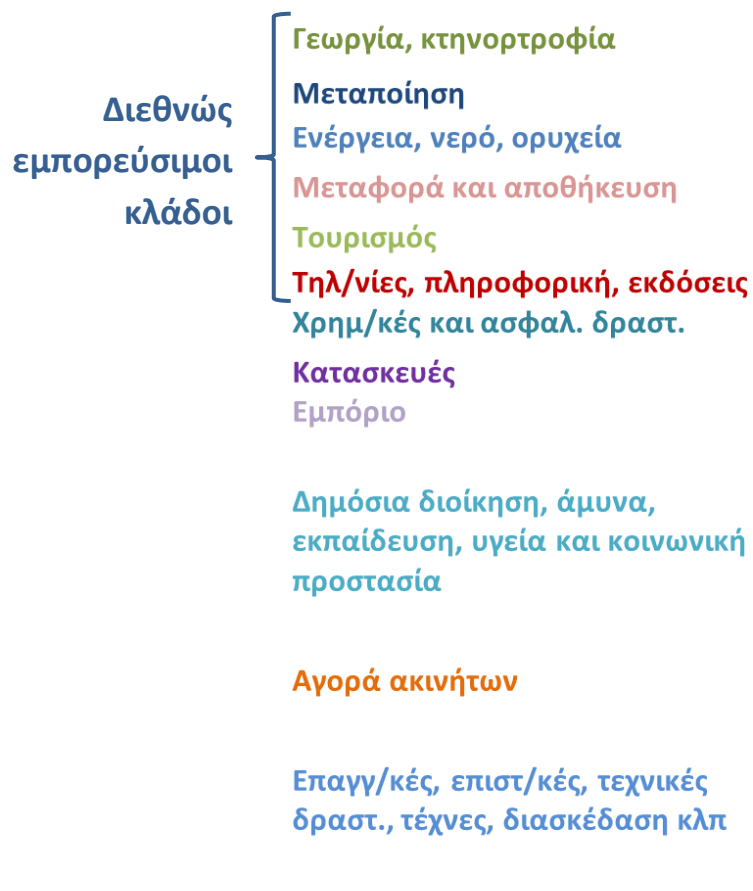 Διεθνώς
εμπορεύσιμοι
κλάδοι
Γεωργία, κτηνορτροφία
Μεταποίηση
Ενέργεια, νερό, ορυχεία
Μεταφορά και αποθήκευση
Τουρισμός
Τηλ/νίες, πληροφορική, εκδόσεις
Χρημ/κές και ασφαλ. δραστ.
Κατασκευές
Εμπόριο
Δημόσια διοίκηση, άμυνα,
εκπαίδευση, υγεία και κοινωνική
προστασία
Αγορά ακινήτων
Επαγγ/κές, επιστ/κές, τεχνικές
δραστ., τέχνες, διασκέδαση κλπ